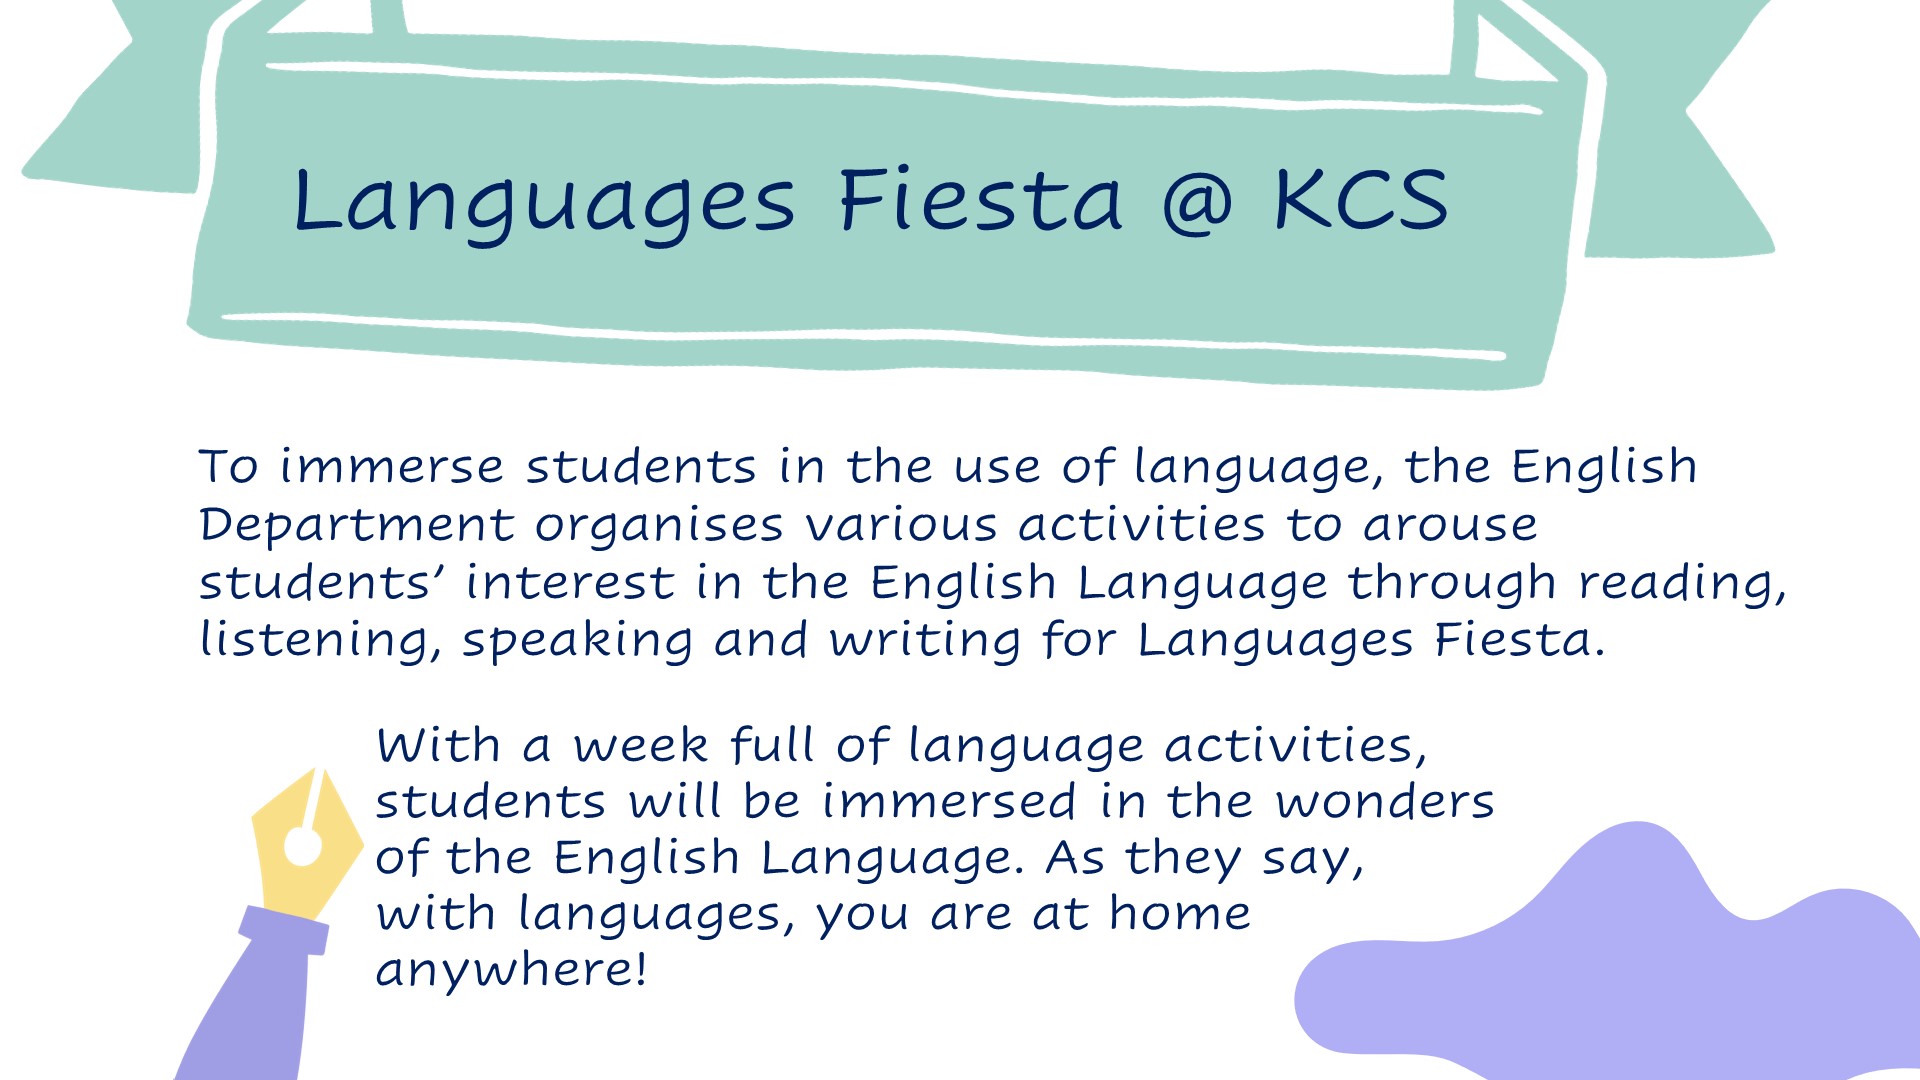 Languages Fiesta @ KCS
To immerse students in the use of language, the English
Department organises various activities to arouse
students’ interest in the English Language through reading,
listening, speaking and writing for Languages Fiesta.
With a week full of language activities,
students will be immersed in the wonders
of the English Language. As they say,
with languages, you are at home
anywhere!